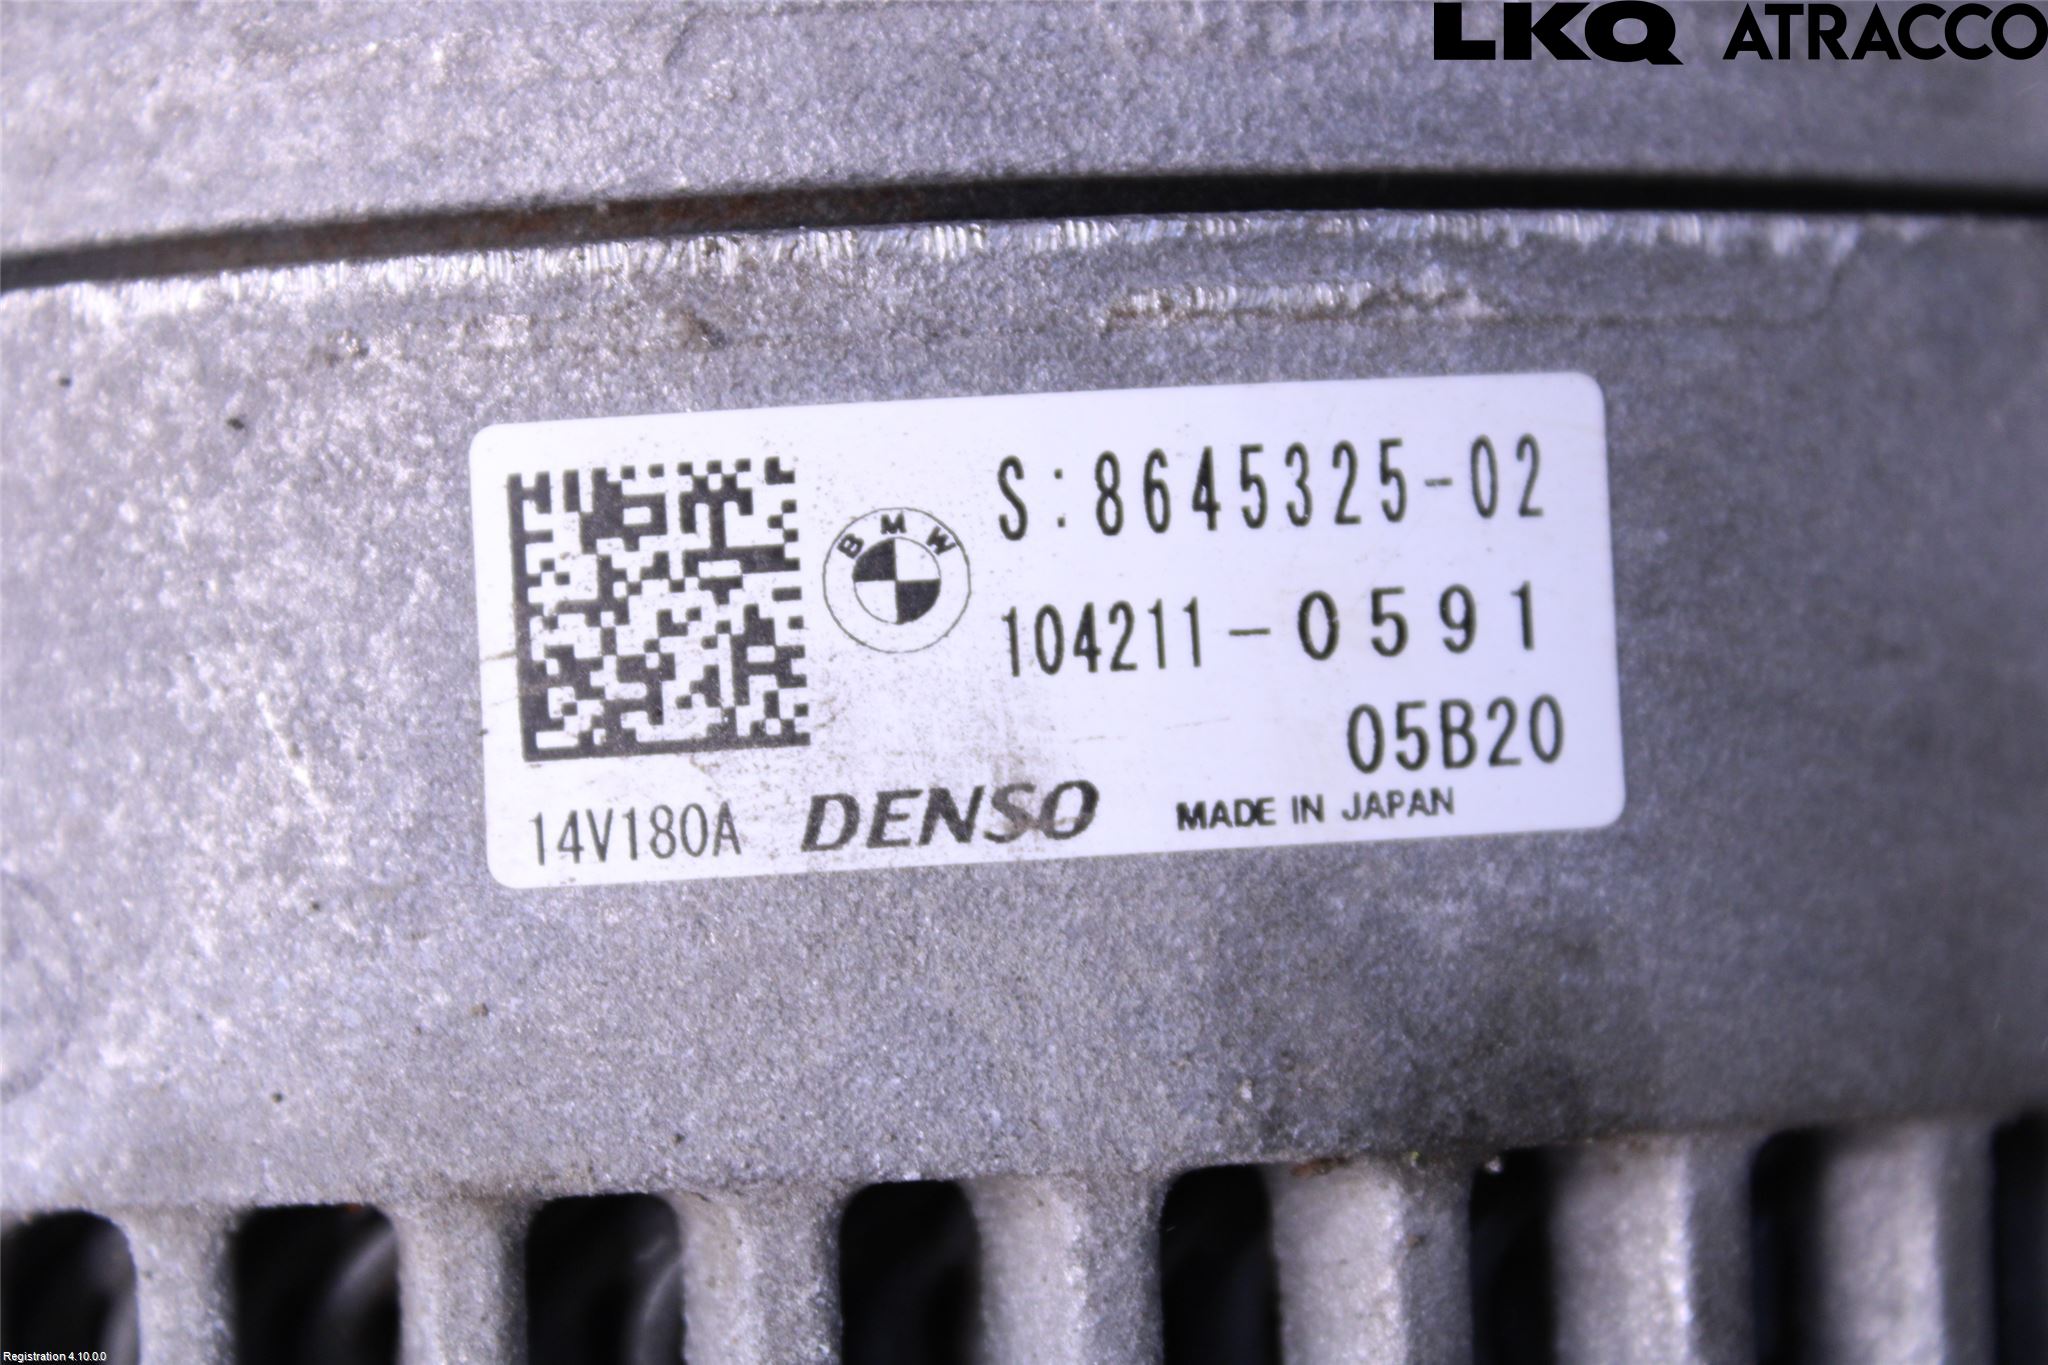 LKQ ATRACCO
S:8645325-02
BMW
104211-0591
05B20
14V180A DENSO MADE IN JAPAN
Registration 4.10.0.0